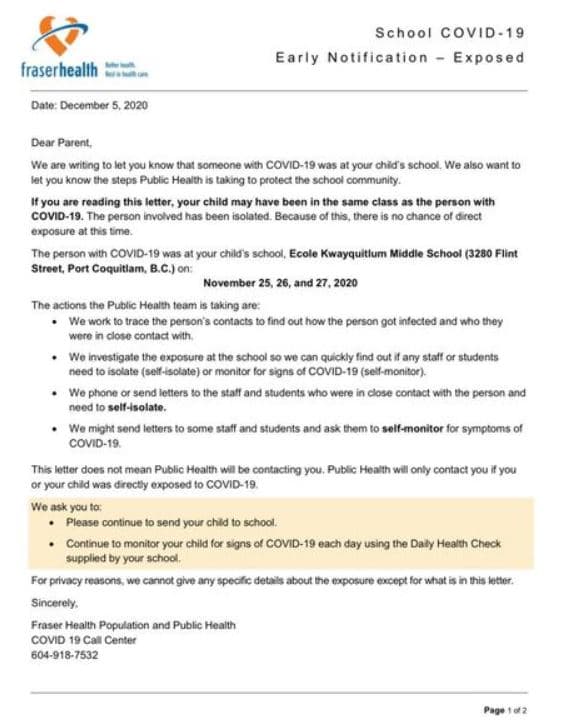 School COVID-19
Early Notification – Exposed
fraserhealth
Better health.
Best in health care.
Date: December 5, 2020
Dear Parent,
We are writing to let you know that someone with COVID-19 was at your child's school. We also want to
let you know the steps Public Health is taking to protect the school community.
If you are reading this letter, your child may have been in the same class as the person with
COVID-19. The person involved has been isolated. Because of this, there is no chance of direct
exposure at this time.
The person with COVID-19 was at your child's school, Ecole Kwayquitlum Middle School (3280 Flint
Street, Port Coquitlam, B.C.) on:
November 25, 26, and 27, 2020
The actions the Public Health team is taking are:
• We work to trace the person's contacts to find out how the person got infected and who they
were in close contact with.
• We investigate the exposure at the school so we can quickly find out if any staff or students
need to isolate (self-isolate) or monitor for signs of COVID-19 (self-monitor).
• We phone or send letters to the staff and students who were in close contact with the person and
need to self-isolate.
• We might send letters to some staff and students and ask them to self-monitor for symptoms of
COVID-19.
This letter does not mean Public Health will be contacting you. Public Health will only contact you if you
or your child was directly exposed to COVID-19.
We ask you to:
• Please continue to send your child to school.
• Continue to monitor your child for signs of COVID-19 each day using the Daily Health Check
supplied by your school.
For privacy reasons, we cannot give any specific details about the exposure except for what is in this letter.
Sincerely,
Fraser Health Population and Public Health
COVID 19 Call Center
604-918-7532
Page 1 of 2